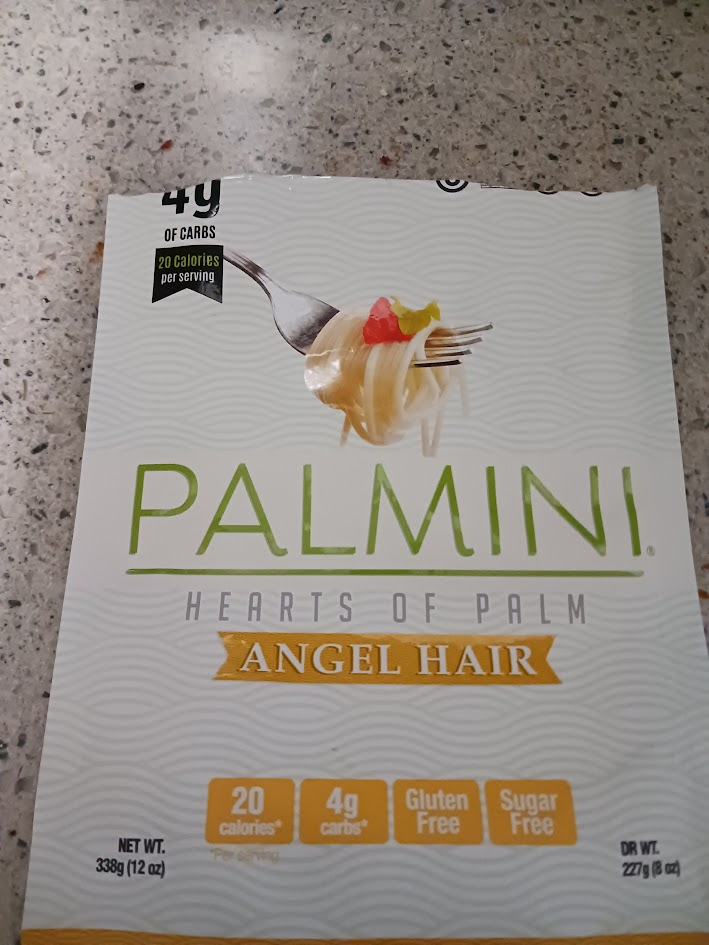 4g
OF CARBS
20 Calories
per serving
PALMINI®
HEARTS OF PALM
ANGEL HAIR
20
calories*
4g
carbs*
Gluten
Free
Sugar
Free
*Per serving
NET WT.
338g (12 oz)
DR WT.
227g (8 oz)